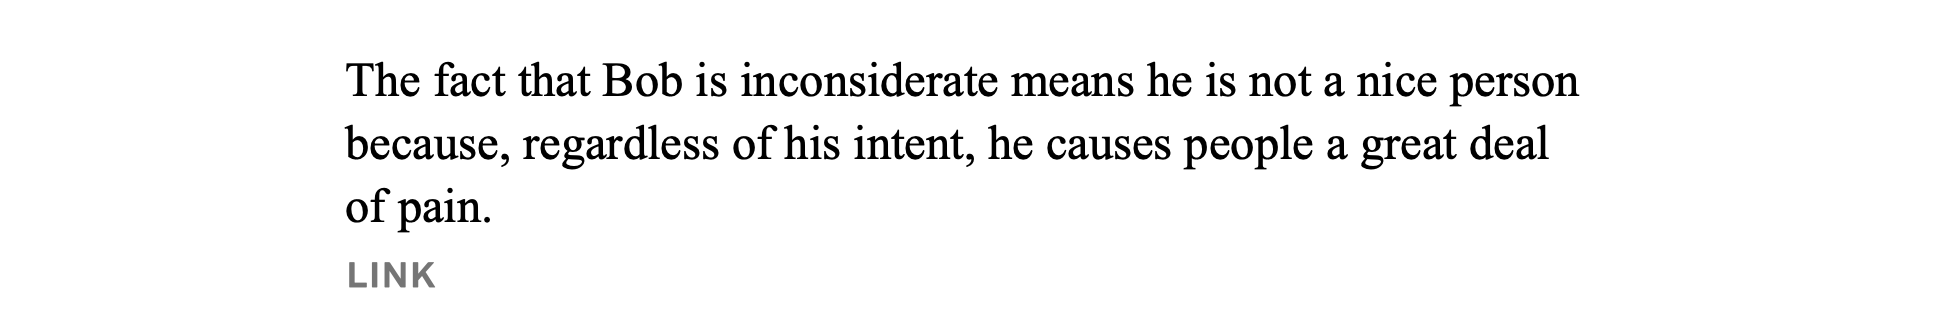 The fact that Bob is inconsiderate means he is not a nice person
because, regardless of his intent, he causes people a great deal
of pain.
LINK